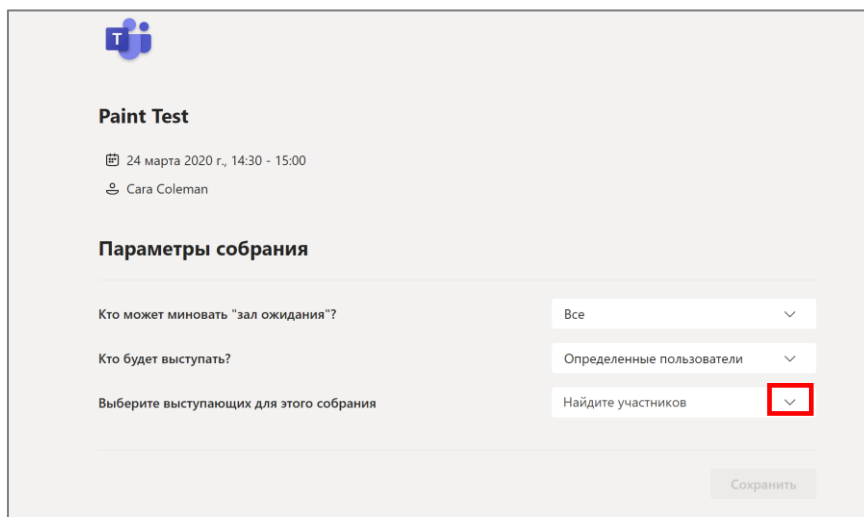 T
Paint Test
24 марта 2020 г., 14:30 - 15:00
Cara Coleman
Параметры собрания
Кто может миновать "зал ожидания"?
Все
Кто будет выступать?
Определенные пользователи
Выберите выступающих для этого собрания
Найдите участников
Сохранить